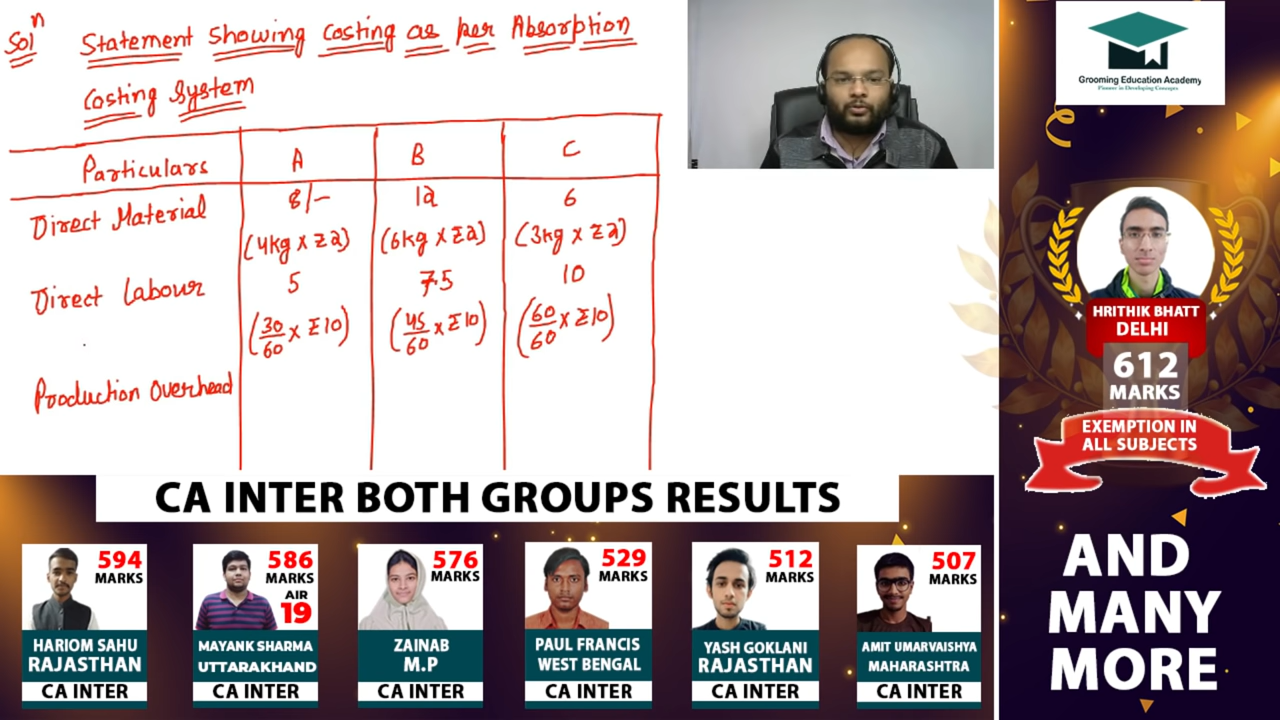 Solⁿ Statement showing costing as per Absorption
Costing System
Particulars A B C
Direct Material 8/- 12 6
(4kg x ₹2) (6kg x ₹2) (3kg x ₹2)
Direct Labour 5 7.5 10
(30/60 x ₹10) (45/60 x ₹10) (60/60 x ₹10)
Production Overhead
Grooming Education Academy
Pioneer in Developing Concepts
HRITHIK BHATT
DELHI
612
MARKS
EXEMPTION IN
ALL SUBJECTS
AND
MANY
MORE
CA INTER BOTH GROUPS RESULTS
594
MARKS
HARIOM SAHU
RAJASTHAN
CA INTER
586
MARKS
AIR
19
MAYANK SHARMA
UTTARAKHAND
CA INTER
576
MARKS
ZAINAB
M.P
CA INTER
529
MARKS
PAUL FRANCIS
WEST BENGAL
CA INTER
512
MARKS
YASH GOKLANI
RAJASTHAN
CA INTER
507
MARKS
AMIT UMARVAISHYA
MAHARASHTRA
CA INTER